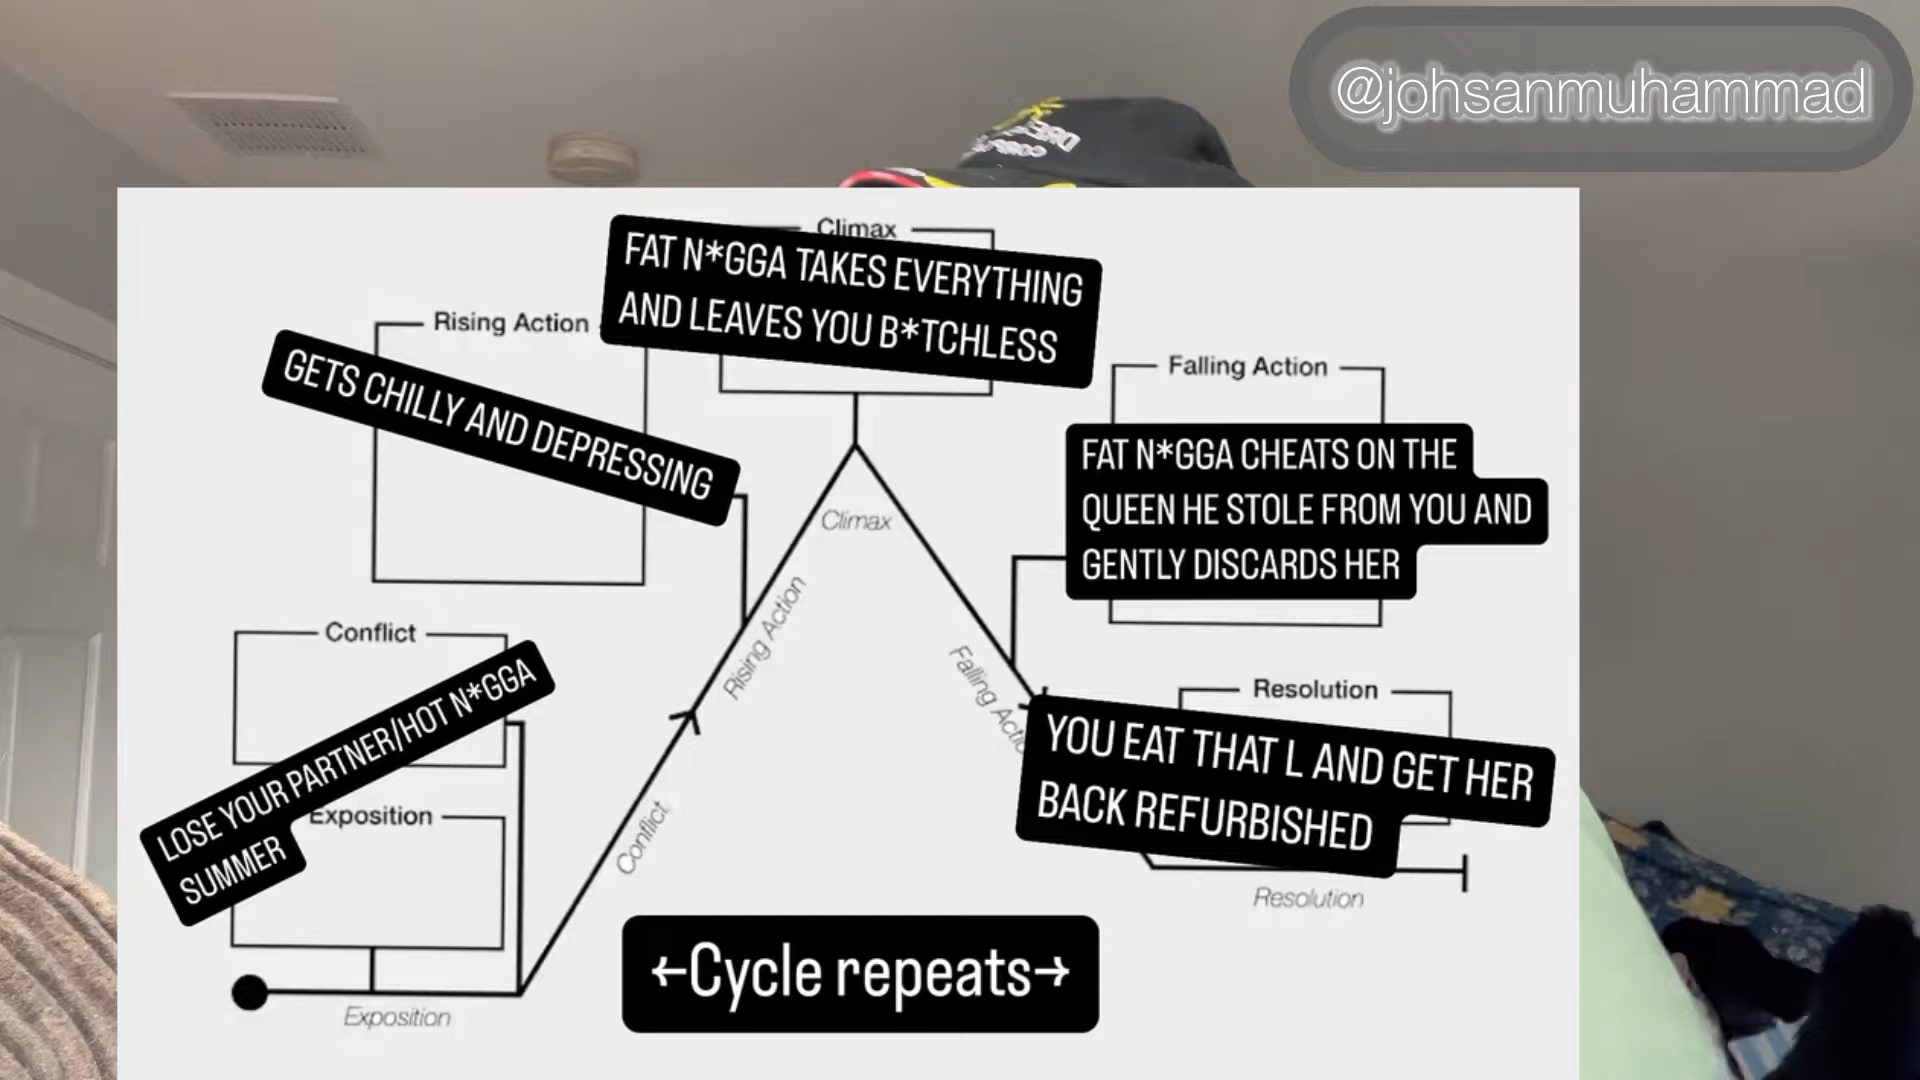 @johsanmuhammad
Climax
FAT N*GGA TAKES EVERYTHING
AND LEAVES YOU B*TCHLESS
Rising Action
GETS CHILLY AND DEPRESSING
Falling Action
FAT N*GGA CHEATS ON THE
QUEEN HE STOLE FROM YOU AND
GENTLY DISCARDS HER
Climax
Rising Action
Falling Actio
Conflict
LOSE YOUR PARTNER/HOT N*GGA
SUMMER
Exposition
Conflict
Resolution
YOU EAT THAT L AND GET HER
BACK REFURBISHED
Resolution
←Cycle repeats→
Exposition